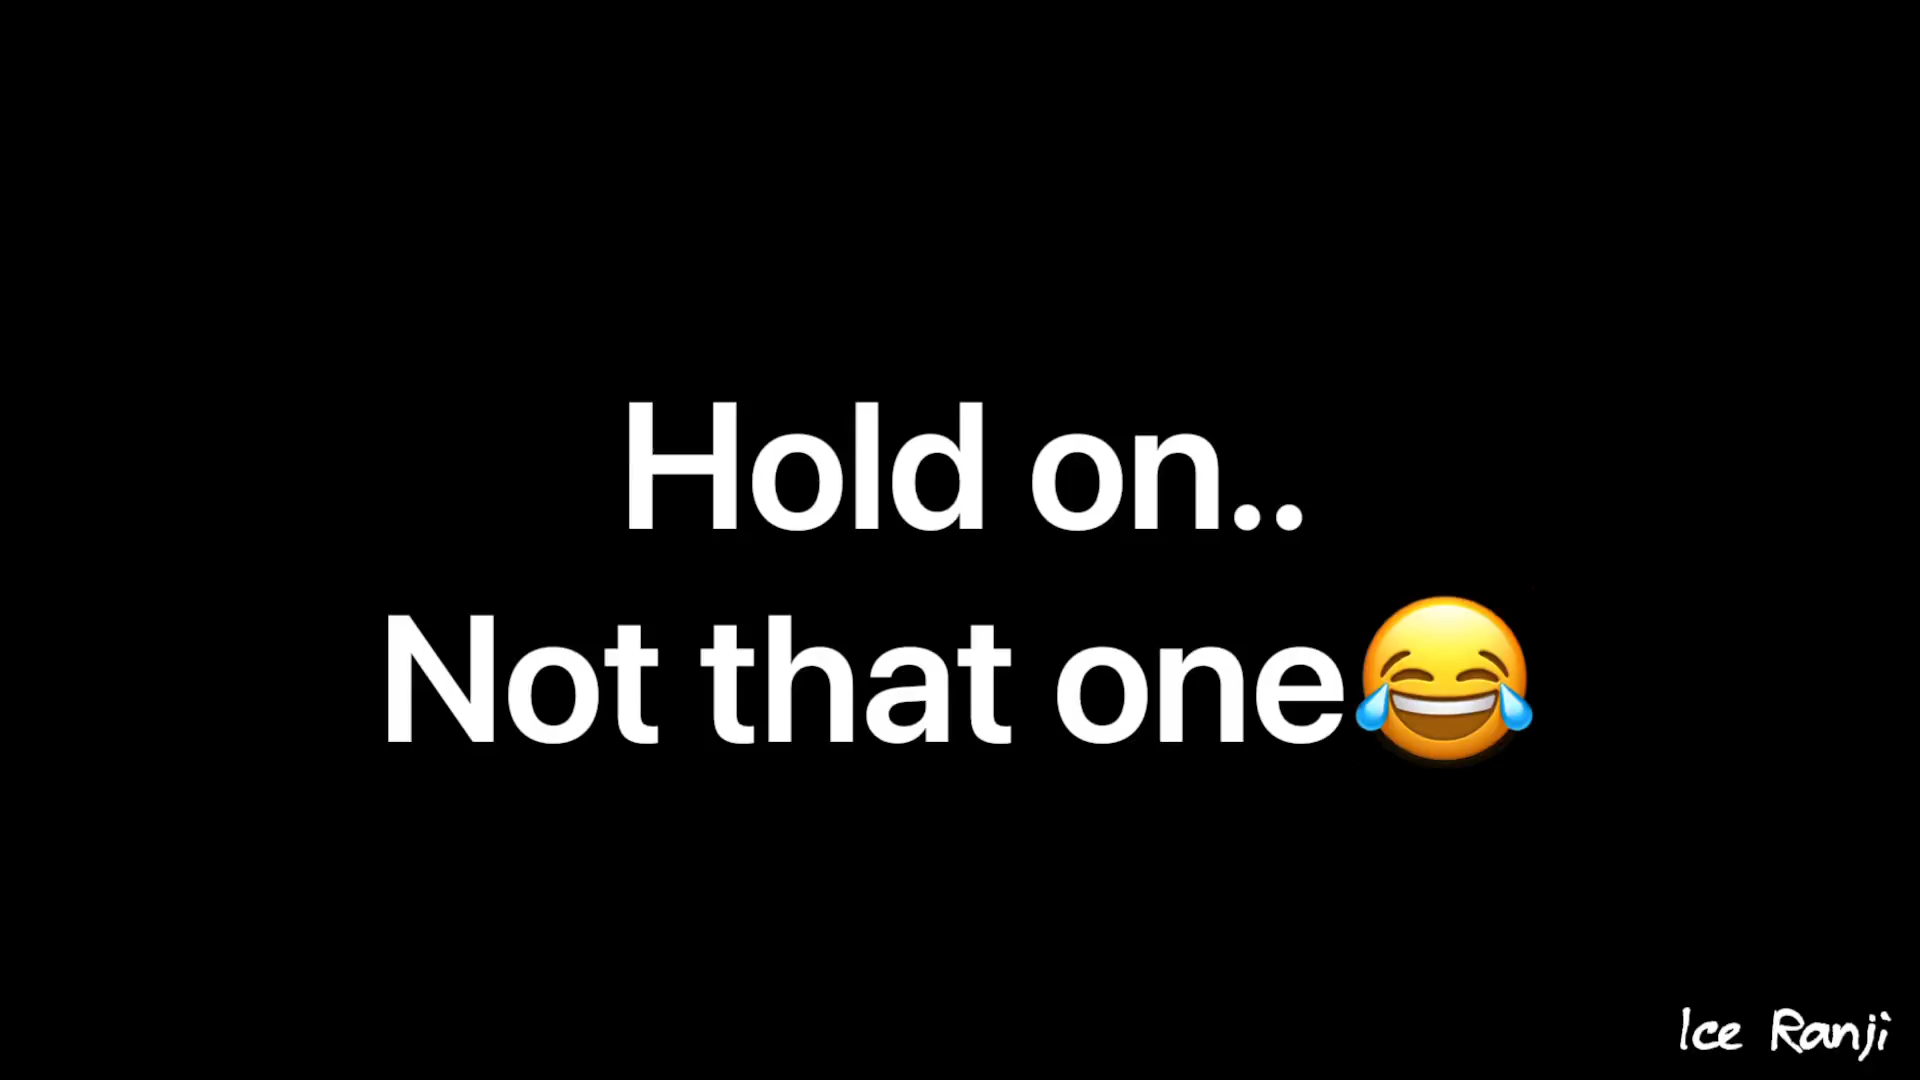 Hold on..
Not that one😂
Ice Ranji